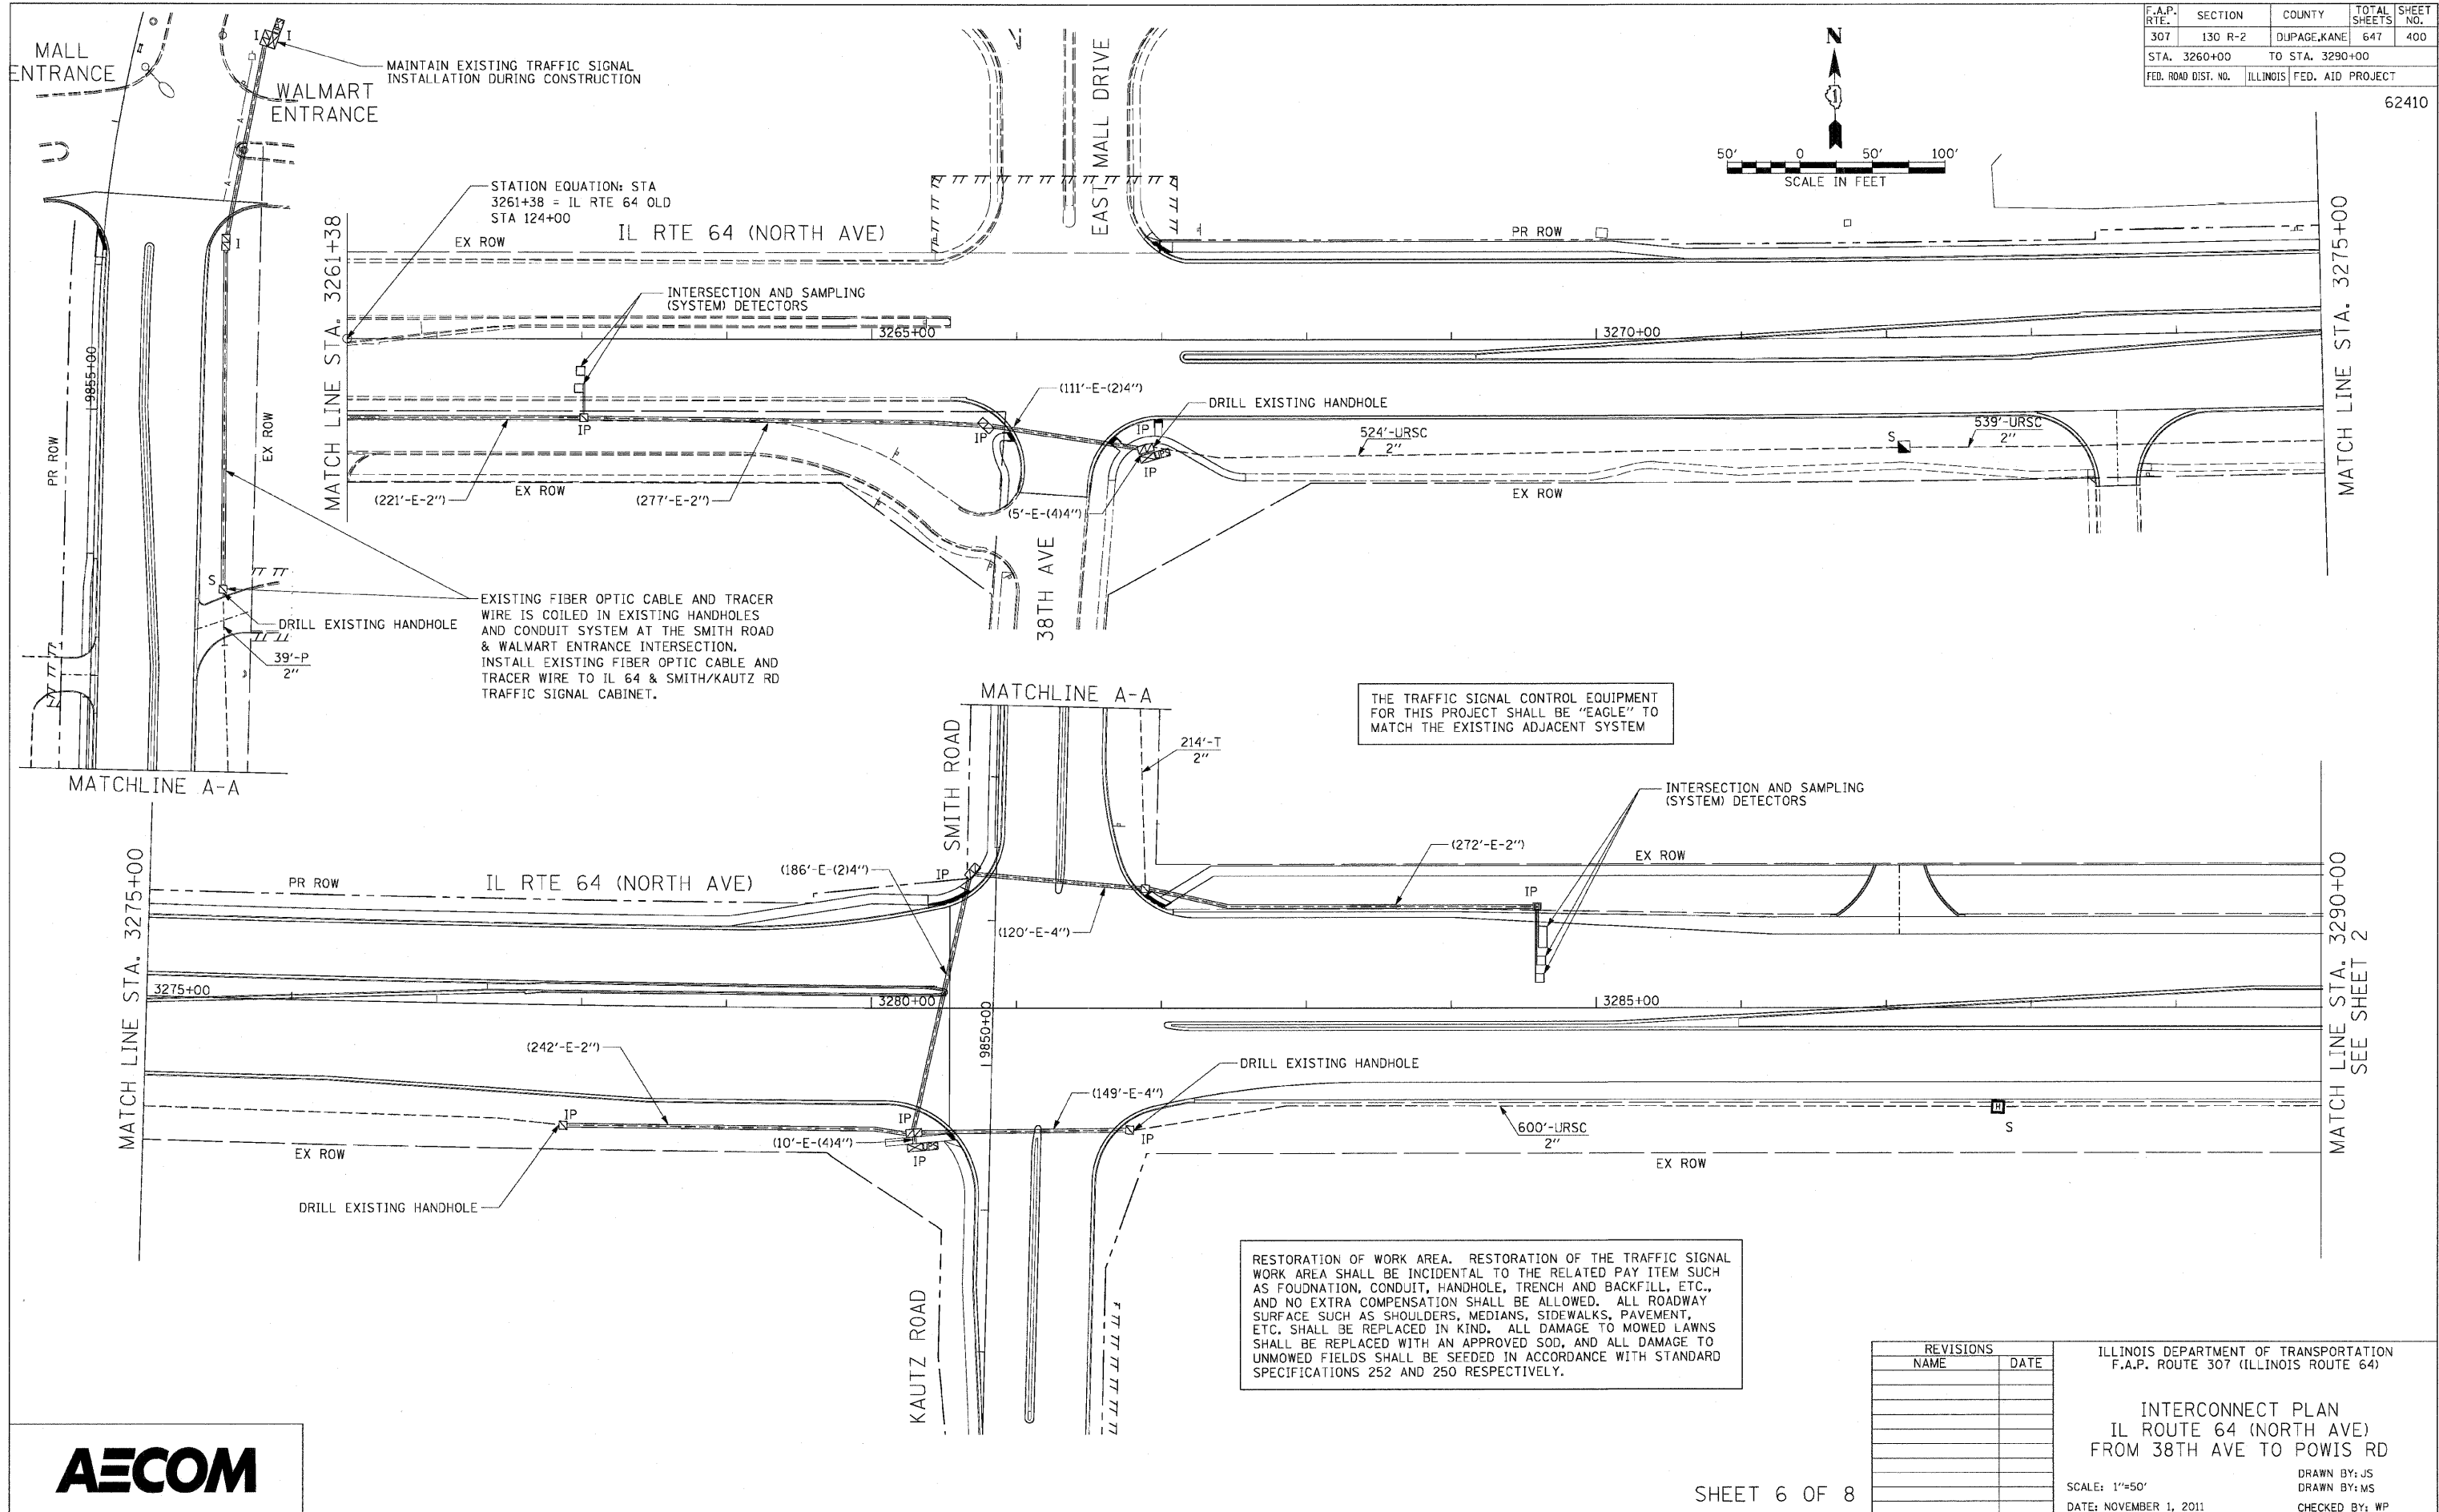 F.A.P. RTE. SECTION COUNTY TOTAL SHEETS SHEET NO.
307 130 R-2 DUPAGE,KANE 647 400
STA. 3260+00 TO STA. 3290+00
FED. ROAD DIST. NO. ILLINOIS FED. AID PROJECT
62410
MALL
ENTRANCE
I
I
UPS
MAINTAIN EXISTING TRAFFIC SIGNAL
INSTALLATION DURING CONSTRUCTION
WALMART
ENTRANCE
A
A
I
9855+00
PR ROW
EX ROW
S
DRILL EXISTING HANDHOLE
39'-P
2"
MATCHLINE A-A
EXISTING FIBER OPTIC CABLE AND TRACER
WIRE IS COILED IN EXISTING HANDHOLES
AND CONDUIT SYSTEM AT THE SMITH ROAD
& WALMART ENTRANCE INTERSECTION.
INSTALL EXISTING FIBER OPTIC CABLE AND
TRACER WIRE TO IL 64 & SMITH/KAUTZ RD
TRAFFIC SIGNAL CABINET.
STATION EQUATION: STA
3261+38 = IL RTE 64 OLD
STA 124+00
MATCH LINE STA. 3261+38
EX ROW
IL RTE 64 (NORTH AVE)
EAST MALL DRIVE
N
1
50' 0 50' 100'
SCALE IN FEET
PR ROW
MATCH LINE STA. 3275+00
INTERSECTION AND SAMPLING
(SYSTEM) DETECTORS
3265+00
3270+00
(111'-E-(2)4")
DRILL EXISTING HANDHOLE
IP
IP
IP
UPS
IP
524'-URSC
2"
S
539'-URSC
2"
(221'-E-2")
EX ROW
(277'-E-2")
(5'-E-(4)4")
EX ROW
38TH AVE
MATCHLINE A-A
SMITH ROAD
214'-T
2"
THE TRAFFIC SIGNAL CONTROL EQUIPMENT
FOR THIS PROJECT SHALL BE "EAGLE" TO
MATCH THE EXISTING ADJACENT SYSTEM
INTERSECTION AND SAMPLING
(SYSTEM) DETECTORS
MATCH LINE STA. 3275+00
PR ROW
IL RTE 64 (NORTH AVE)
(186'-E-(2)4")
IP
(272'-E-2")
EX ROW
IP
(120'-E-4")
3275+00
3280+00
9850+00
3285+00
MATCH LINE STA. 3290+00
SEE SHEET 2
(242'-E-2")
DRILL EXISTING HANDHOLE
(149'-E-4")
IP
IP
(10'-E-(4)4")
UPS
IP
IP
600'-URSC
2"
H
S
EX ROW
EX ROW
DRILL EXISTING HANDHOLE
KAUTZ ROAD
RESTORATION OF WORK AREA. RESTORATION OF THE TRAFFIC SIGNAL
WORK AREA SHALL BE INCIDENTAL TO THE RELATED PAY ITEM SUCH
AS FOUDNATION, CONDUIT, HANDHOLE, TRENCH AND BACKFILL, ETC.,
AND NO EXTRA COMPENSATION SHALL BE ALLOWED. ALL ROADWAY
SURFACE SUCH AS SHOULDERS, MEDIANS, SIDEWALKS, PAVEMENT,
ETC. SHALL BE REPLACED IN KIND. ALL DAMAGE TO MOWED LAWNS
SHALL BE REPLACED WITH AN APPROVED SOD, AND ALL DAMAGE TO
UNMOWED FIELDS SHALL BE SEEDED IN ACCORDANCE WITH STANDARD
SPECIFICATIONS 252 AND 250 RESPECTIVELY.
AECOM
SHEET 6 OF 8
REVISIONS
NAME DATE
ILLINOIS DEPARTMENT OF TRANSPORTATION
F.A.P. ROUTE 307 (ILLINOIS ROUTE 64)
INTERCONNECT PLAN
IL ROUTE 64 (NORTH AVE)
FROM 38TH AVE TO POWIS RD
DRAWN BY: JS
SCALE: 1"=50' DRAWN BY: MS
DATE: NOVEMBER 1, 2011 CHECKED BY: WP